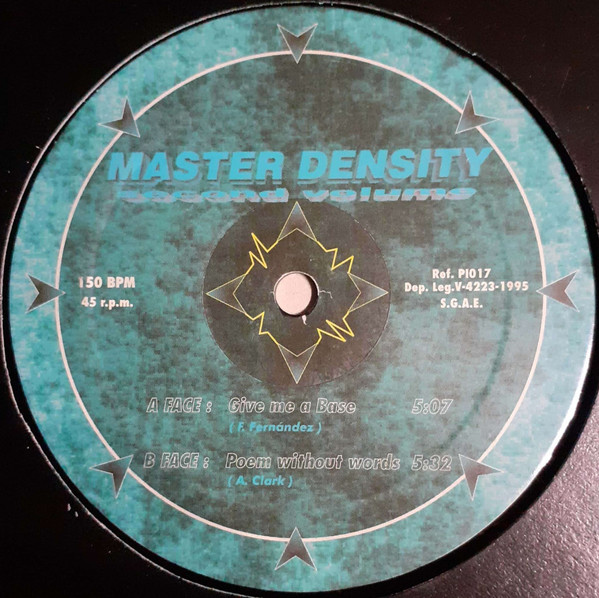 MASTER DENSITY
second volume
150 BPM
45 r.p.m.
Ref. PI017
Dep. Leg.V-4223-1995
S.G.A.E.
A FACE : Give me a Base 5:07
( F. Fernández )
B FACE : Poem without words 5:32
( A. Clark )